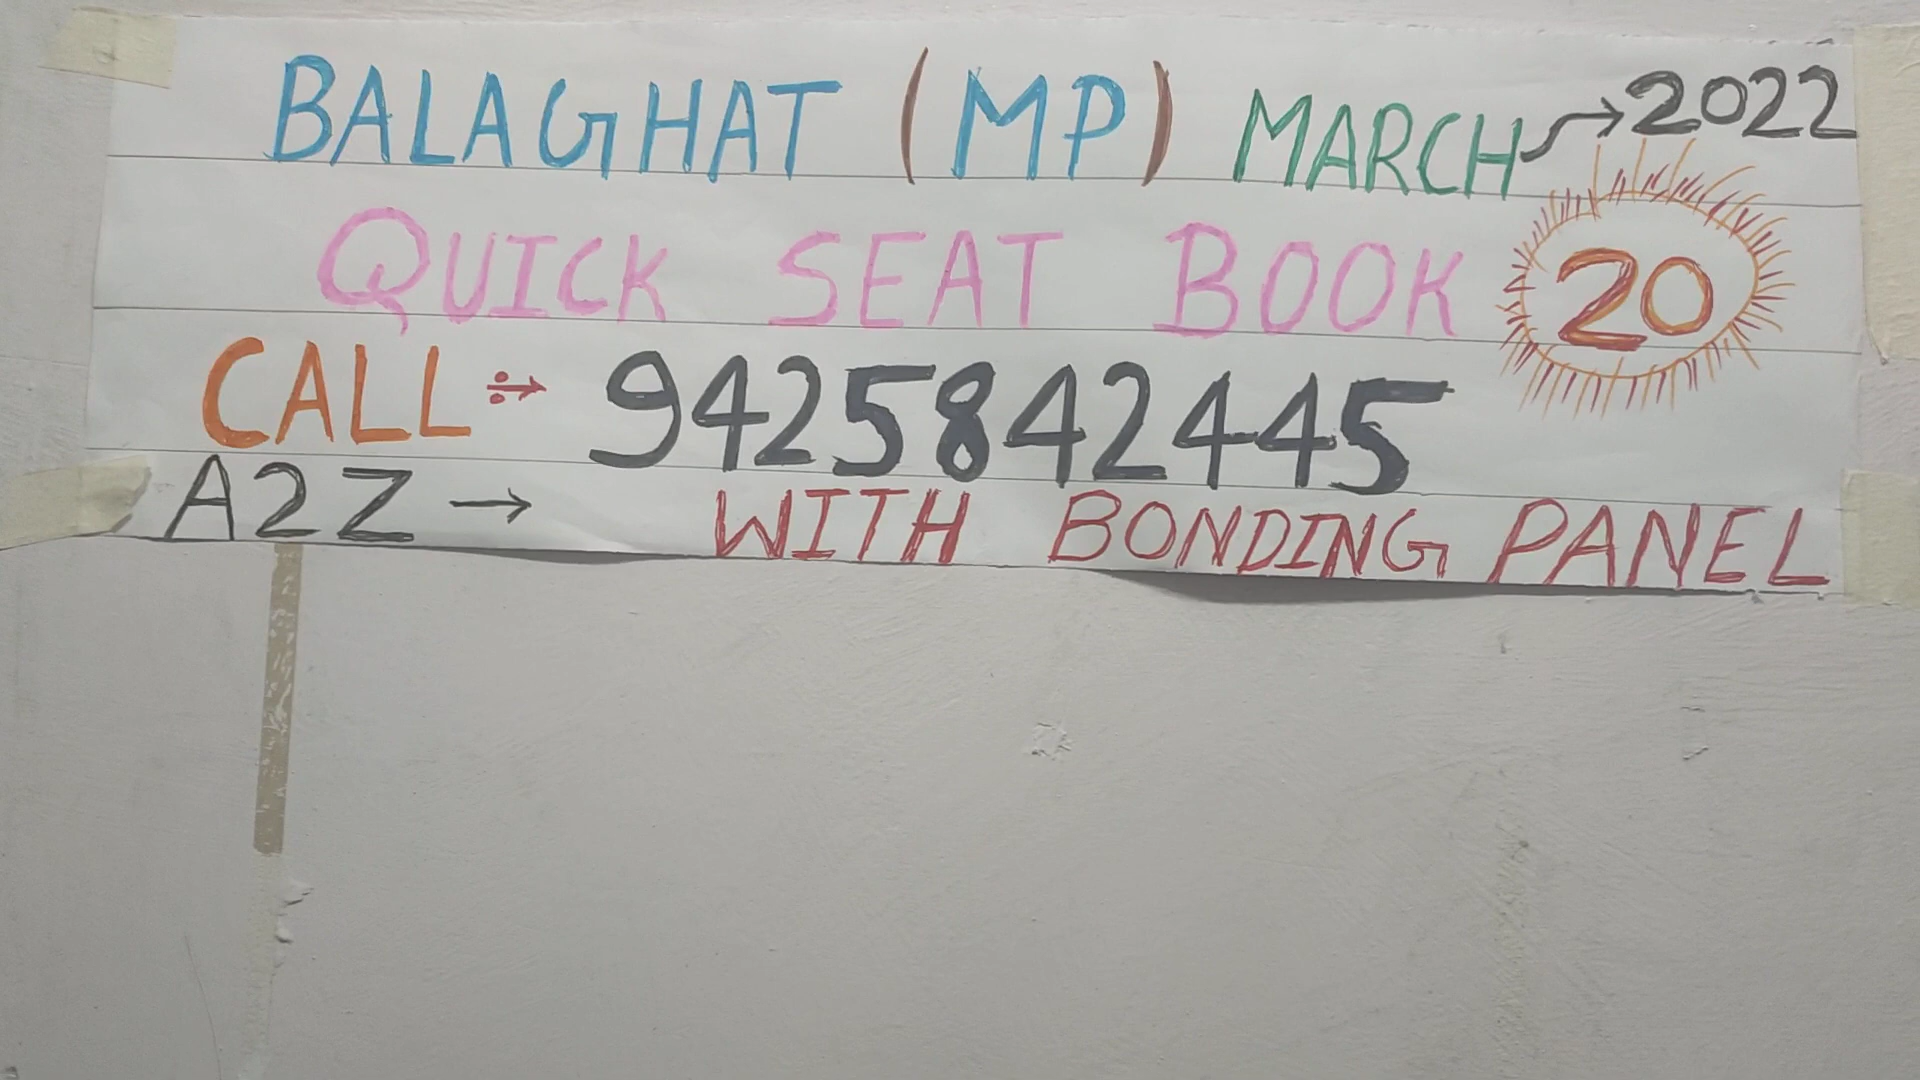 BALAGHAT (MP) MARCH → 2022
QUICK SEAT BOOK 20
CALL 9425842445
A2Z → WITH BONDING PANEL